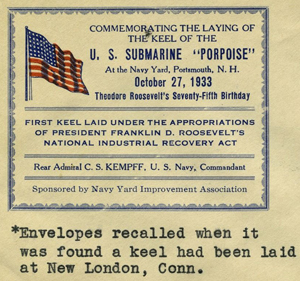 COMMEMORATING THE LAYING OF
THE KEEL OF THE
U. S. SUBMARINE "PORPOISE"
At the Navy Yard, Portsmouth, N. H.
October 27, 1933
Theodore Roosevelt's Seventy-Fifth Birthday
FIRST KEEL LAID UNDER THE APPROPRIATIONS
OF PRESIDENT FRANKLIN D. ROOSEVELT'S
NATIONAL INDUSTRIAL RECOVERY ACT
Rear Admiral C. S. KEMPFF, U. S. Navy, Commandant
Sponsored by Navy Yard Improvement Association
*Envelopes recalled when it
was found a keel had been laid
at New London, Conn.